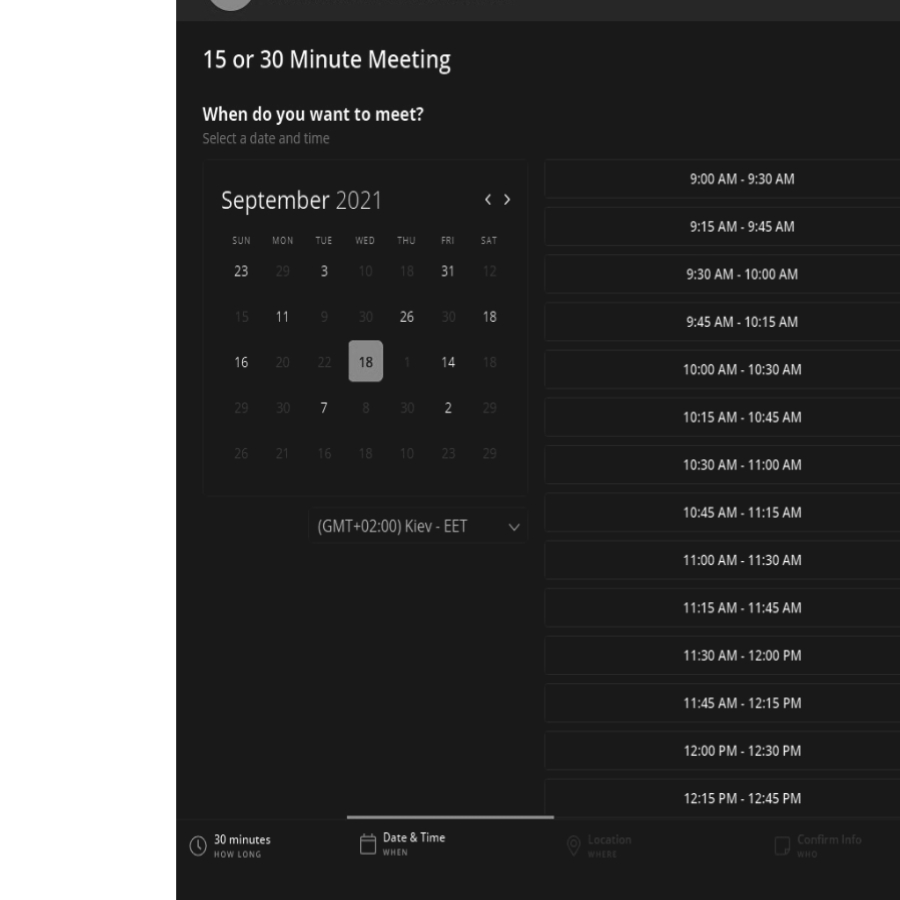 15 or 30 Minute Meeting
When do you want to meet?
Select a date and time
September 2021
SUN MON TUE WED THU FRI SAT
23 29 3 10 18 31 12
15 11 9 30 26 30 18
16 20 22 18 1 14 18
29 30 7 8 30 2 29
26 21 16 18 10 23 29
(GMT+02:00) Kiev - EET
9:00 AM - 9:30 AM
9:15 AM - 9:45 AM
9:30 AM - 10:00 AM
9:45 AM - 10:15 AM
10:00 AM - 10:30 AM
10:15 AM - 10:45 AM
10:30 AM - 11:00 AM
10:45 AM - 11:15 AM
11:00 AM - 11:30 AM
11:15 AM - 11:45 AM
11:30 AM - 12:00 PM
11:45 AM - 12:15 PM
12:00 PM - 12:30 PM
12:15 PM - 12:45 PM
30 minutes
HOW LONG
Date & Time
WHEN
Location
WHERE
Confirm Info
WHO